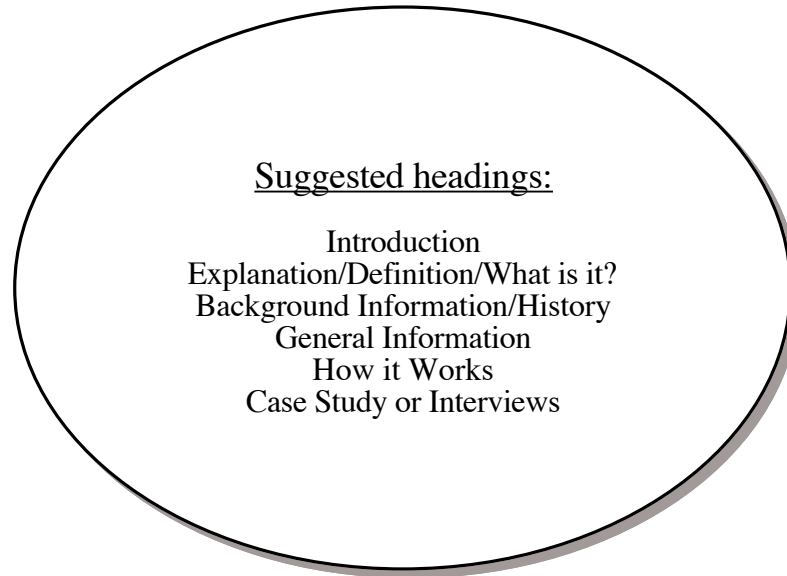 Suggested headings:
Introduction
Explanation/Definition/What is it?
Background Information/History
General Information
How it Works
Case Study or Interviews